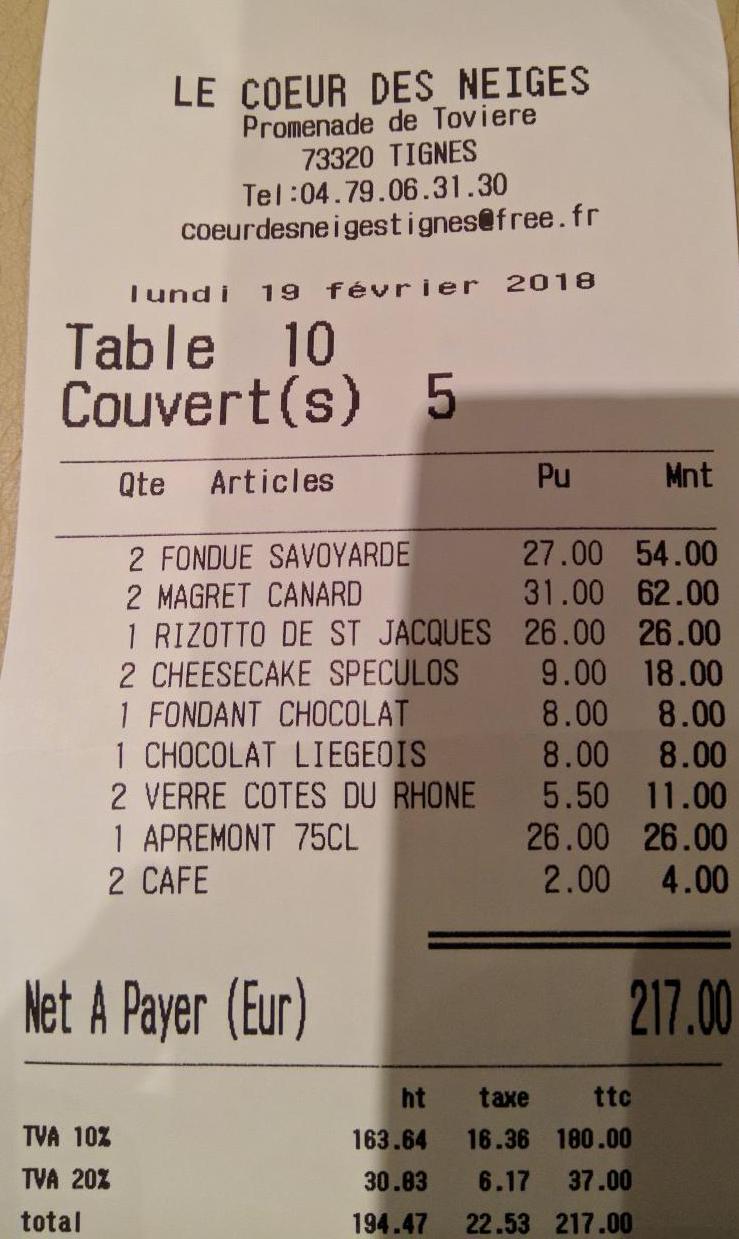 LE COEUR DES NEIGES
Promenade de Toviere
73320 TIGNES
Tel:04.79.06.31.30
coeurdesneigestignes@free.fr
lundi 19 février 2018
Table 10
Couvert(s) 5
Qte Articles Pu Mnt
2 FONDUE SAVOYARDE 27.00 54.00
2 MAGRET CANARD 31.00 62.00
1 RIZOTTO DE ST JACQUES 26.00 26.00
2 CHEESECAKE SPECULOS 9.00 18.00
1 FONDANT CHOCOLAT 8.00 8.00
1 CHOCOLAT LIEGEOIS 8.00 8.00
2 VERRE COTES DU RHONE 5.50 11.00
1 APREMONT 75CL 26.00 26.00
2 CAFE 2.00 4.00
Net A Payer (Eur) 217.00
ht taxe ttc
TVA 10% 163.64 16.36 180.00
TVA 20% 30.83 6.17 37.00
total 194.47 22.53 217.00